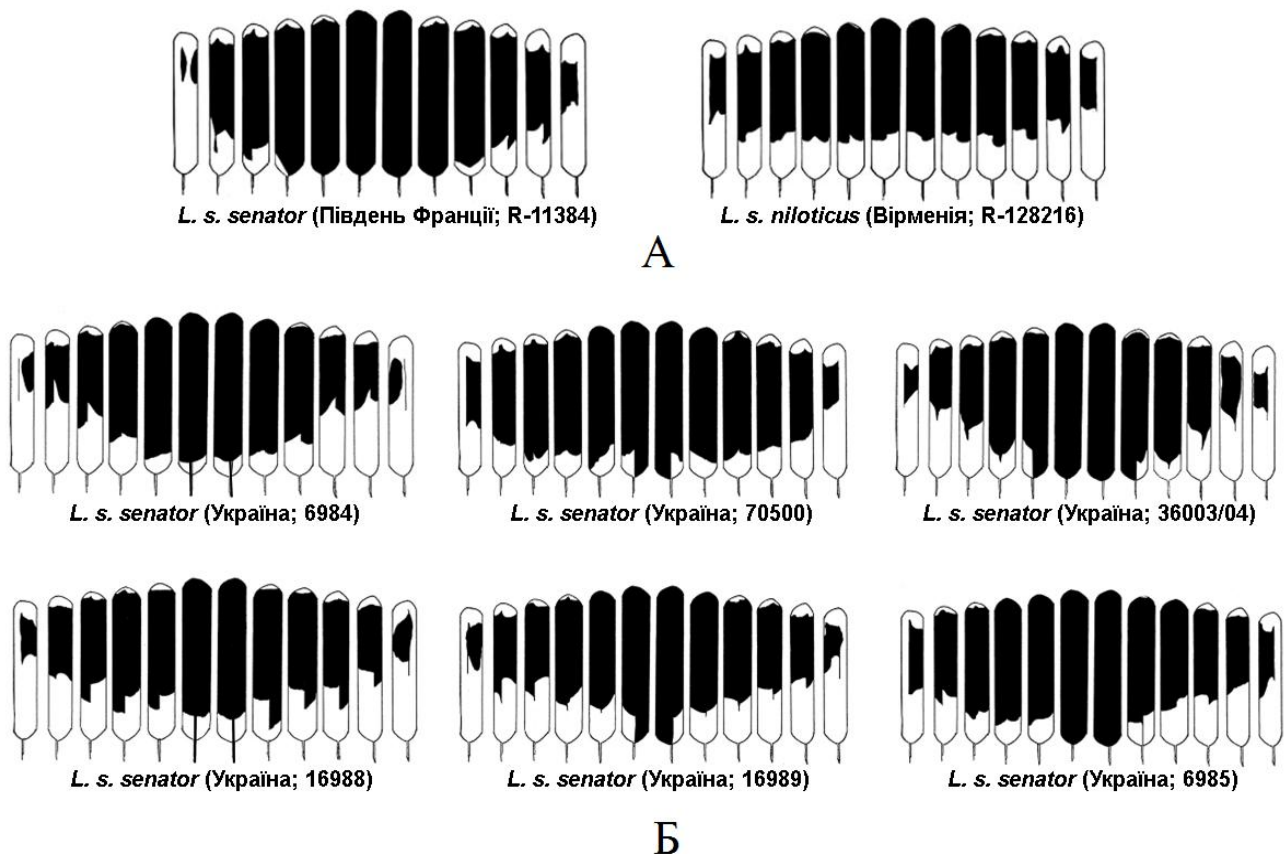 L. s. senator (Південь Франції; R-11384)
L. s. niloticus (Вірменія; R-128216)
А
L. s. senator (Україна; 6984)
L. s. senator (Україна; 70500)
L. s. senator (Україна; 36003/04)
L. s. senator (Україна; 16988)
L. s. senator (Україна; 16989)
L. s. senator (Україна; 6985)
Б